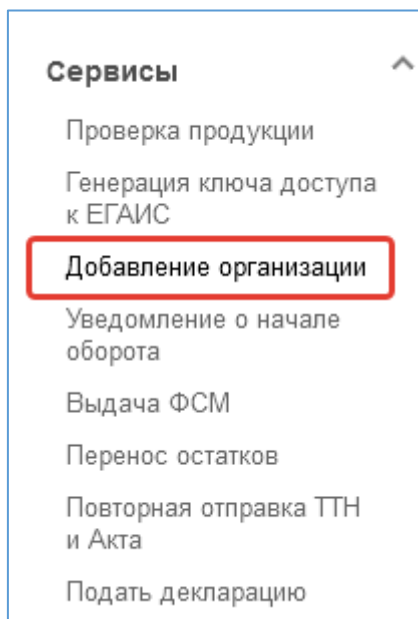 Сервисы
Проверка продукции
Генерация ключа доступа
к ЕГАИС
Добавление организации
Уведомление о начале
оборота
Выдача ФСМ
Перенос остатков
Повторная отправка ТТН
и Акта
Подать декларацию